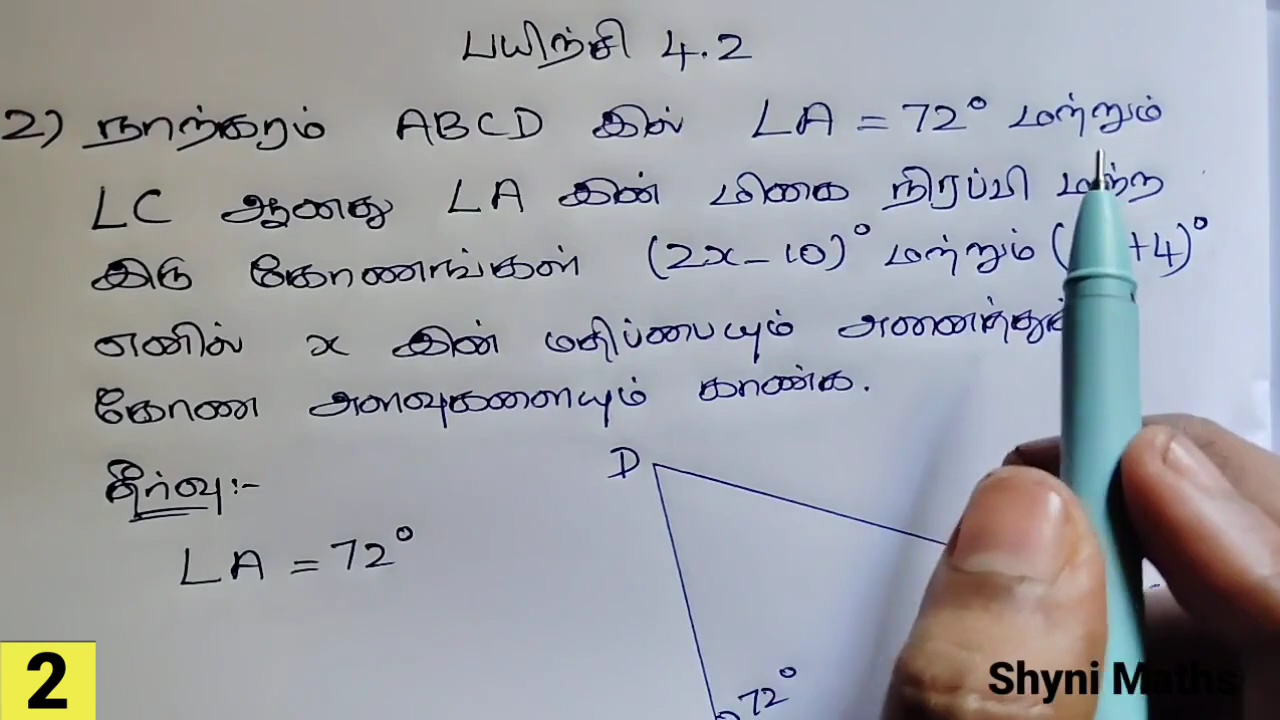 பயிற்சி 4.2
2) நாற்கரம் ABCD இல் ∠A = 72° மற்றும்
∠C ஆனது ∠A இன் மிகை நிரப்பி மற்ற
இரு கோணங்கள் (2x-10)° மற்றும் ( +4)°
எனில் x இன் மதிப்பையும் அனைத்துக்
கோண அளவுகளையும் காண்க.
தீர்வு:-
D
∠A = 72°
72°
2
Shyni Maths